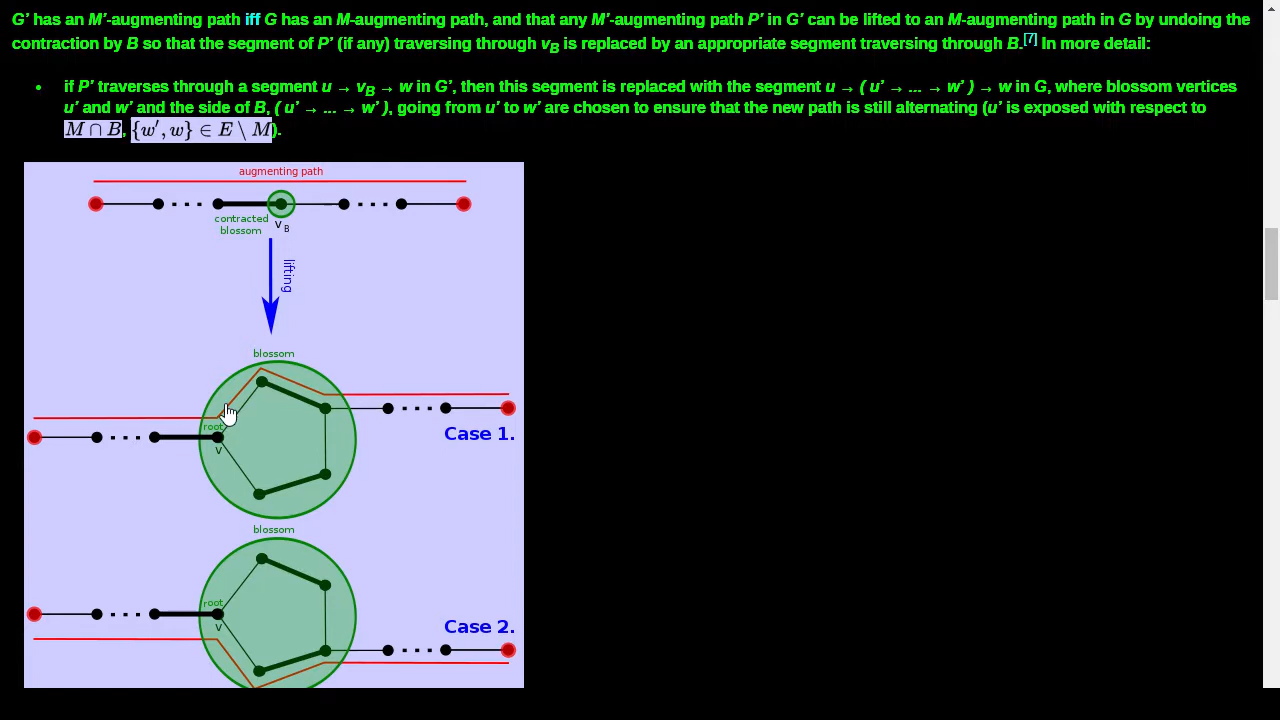 G’ has an M’-augmenting path iff G has an M-augmenting path, and that any M’-augmenting path P’ in G’ can be lifted to an M-augmenting path in G by undoing the
contraction by B so that the segment of P’ (if any) traversing through vB is replaced by an appropriate segment traversing through B.[7] In more detail:
• if P’ traverses through a segment u → vB → w in G’, then this segment is replaced with the segment u → ( u’ → ... → w’ ) → w in G, where blossom vertices
u’ and w’ and the side of B, ( u’ → ... → w’ ), going from u’ to w’ are chosen to ensure that the new path is still alternating (u’ is exposed with respect to
M ∩ B, {w′, w} ∈ E \ M).
augmenting path
contracted
blossom
vB
lifting
blossom
root
v
Case 1.
blossom
root
v
Case 2.